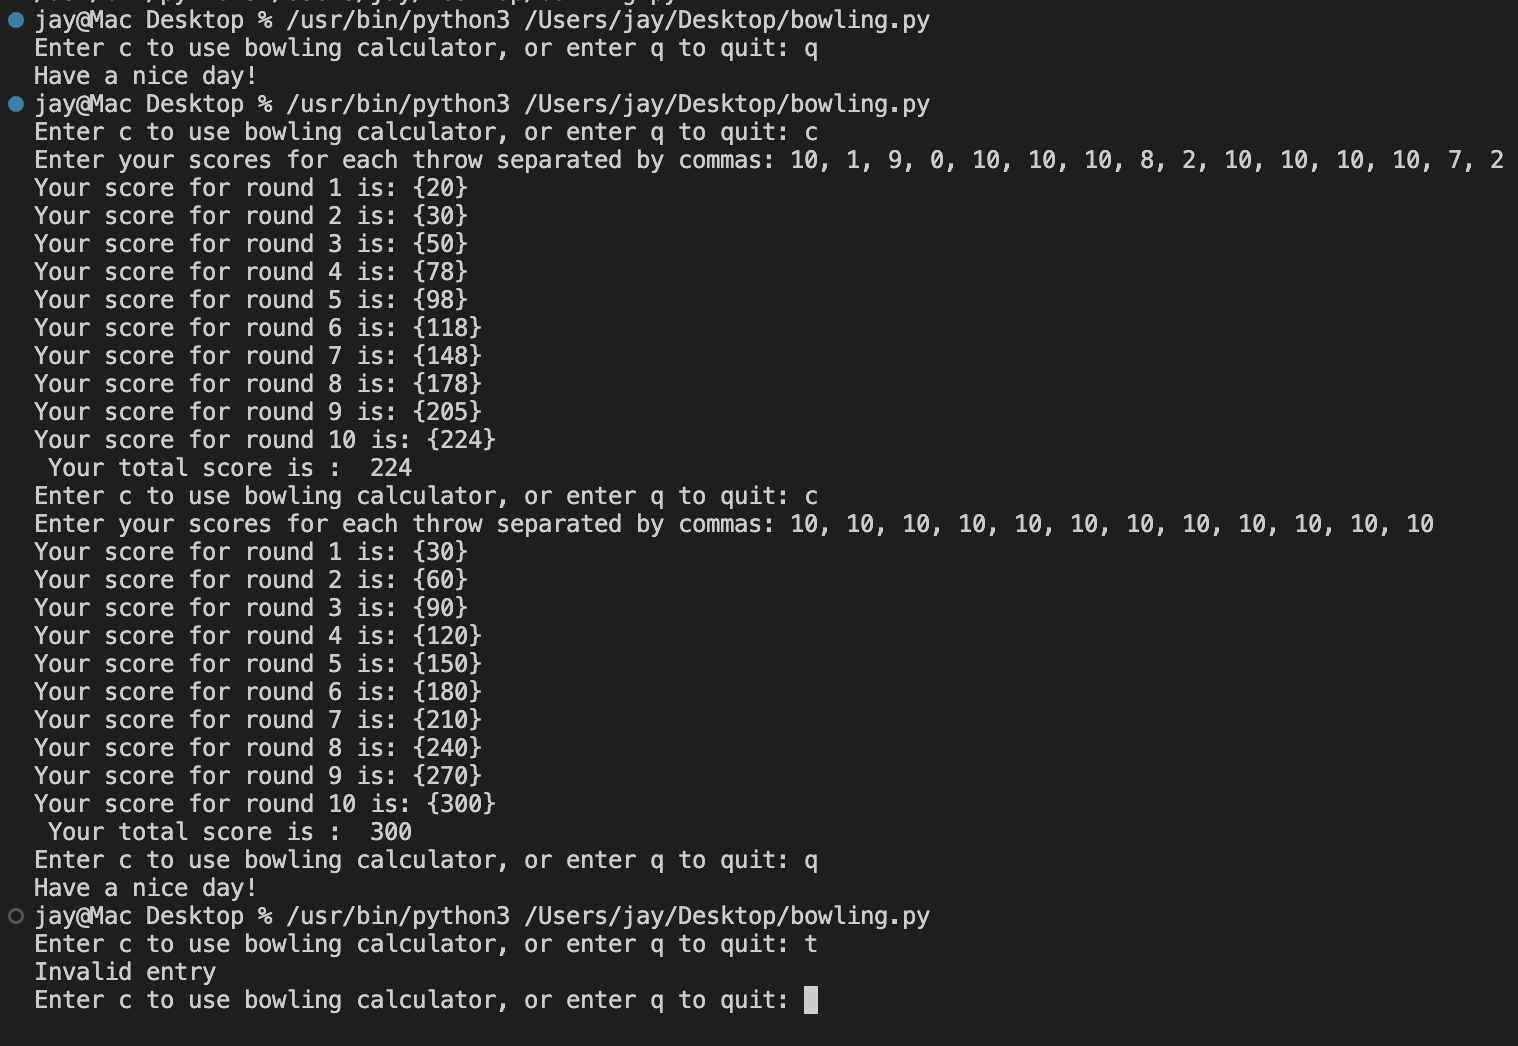 jay@Mac Desktop % /usr/bin/python3 /Users/jay/Desktop/bowling.py
Enter c to use bowling calculator, or enter q to quit: q
Have a nice day!
jay@Mac Desktop % /usr/bin/python3 /Users/jay/Desktop/bowling.py
Enter c to use bowling calculator, or enter q to quit: c
Enter your scores for each throw separated by commas: 10, 1, 9, 0, 10, 10, 10, 8, 2, 10, 10, 10, 10, 7, 2
Your score for round 1 is: {20}
Your score for round 2 is: {30}
Your score for round 3 is: {50}
Your score for round 4 is: {78}
Your score for round 5 is: {98}
Your score for round 6 is: {118}
Your score for round 7 is: {148}
Your score for round 8 is: {178}
Your score for round 9 is: {205}
Your score for round 10 is: {224}
 Your total score is :  224
Enter c to use bowling calculator, or enter q to quit: c
Enter your scores for each throw separated by commas: 10, 10, 10, 10, 10, 10, 10, 10, 10, 10, 10, 10
Your score for round 1 is: {30}
Your score for round 2 is: {60}
Your score for round 3 is: {90}
Your score for round 4 is: {120}
Your score for round 5 is: {150}
Your score for round 6 is: {180}
Your score for round 7 is: {210}
Your score for round 8 is: {240}
Your score for round 9 is: {270}
Your score for round 10 is: {300}
 Your total score is :  300
Enter c to use bowling calculator, or enter q to quit: q
Have a nice day!
jay@Mac Desktop % /usr/bin/python3 /Users/jay/Desktop/bowling.py
Enter c to use bowling calculator, or enter q to quit: t
Invalid entry
Enter c to use bowling calculator, or enter q to quit: